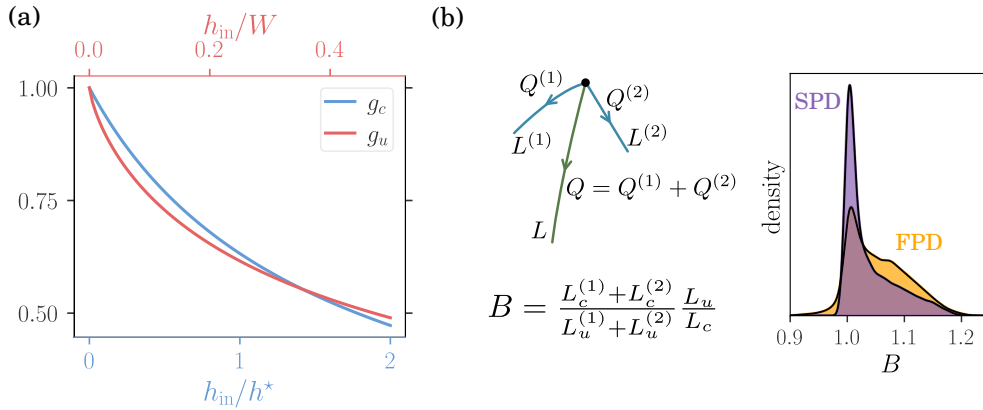 (a)
h_in/W
0.0 0.2 0.4
1.00
0.75
0.50
g_c
g_u
0 1 2
h_in/h⋆
(b)
Q^(1) Q^(2)
L^(1) L^(2)
Q = Q^(1) + Q^(2)
L
B = (L_c^(1) + L_c^(2))/(L_u^(1) + L_u^(2)) L_u/L_c
SPD
FPD
density
0.9 1.0 1.1 1.2
B